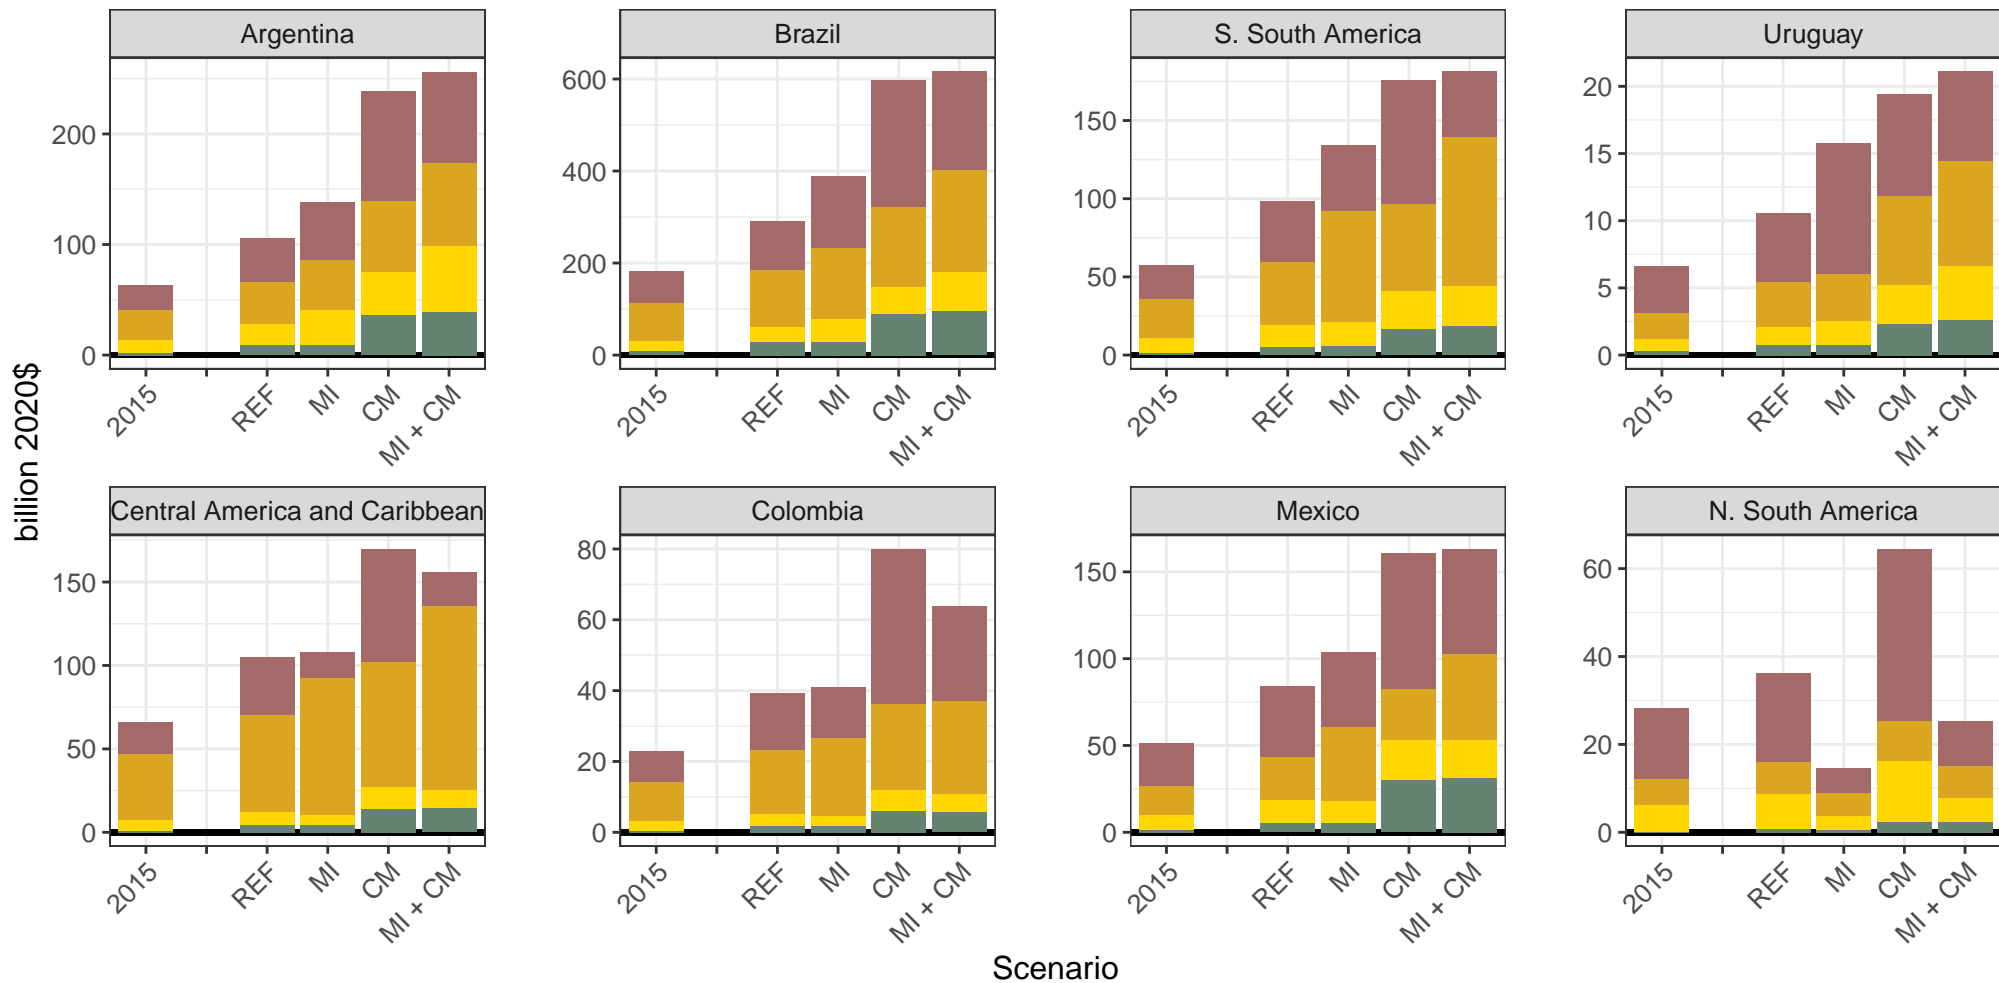 billion 2020$
Argentina
200
100
0
2015
REF
MI
CM
MI + CM
Brazil
600
400
200
0
2015
REF
MI
CM
MI + CM
S. South America
150
100
50
0
2015
REF
MI
CM
MI + CM
Uruguay
20
15
10
5
0
2015
REF
MI
CM
MI + CM
Central America and Caribbean
150
100
50
0
2015
REF
MI
CM
MI + CM
Colombia
80
60
40
20
0
2015
REF
MI
CM
MI + CM
Mexico
150
100
50
0
2015
REF
MI
CM
MI + CM
N. South America
60
40
20
0
2015
REF
MI
CM
MI + CM
Scenario